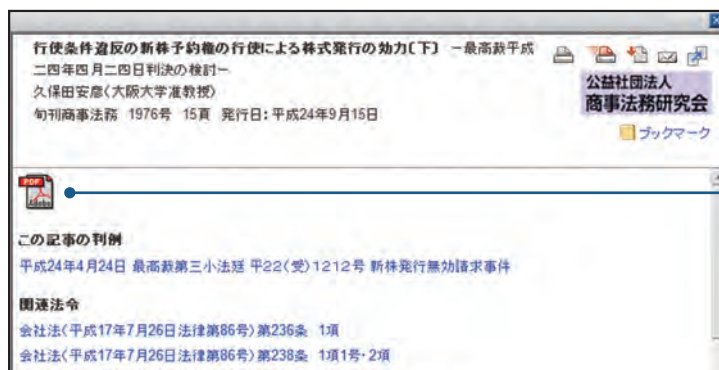 行使条件違反の新株予約権の行使による株式発行の効力〔下〕 －最高裁平成
二四年四月二四日判決の検討－
久保田安彦(大阪大学准教授)
旬刊商事法務 1976号 15頁 発行日：平成24年9月15日
公益社団法人
商事法務研究会
ブックマーク
PDF
Adobe
この記事の判例
平成24年4月24日 最高裁第三小法廷 平22(受)1212号 新株発行無効請求事件
関連法令
会社法(平成17年7月26日法律第86号)第236条 1項
会社法(平成17年7月26日法律第86号)第238条 1項1号・2項